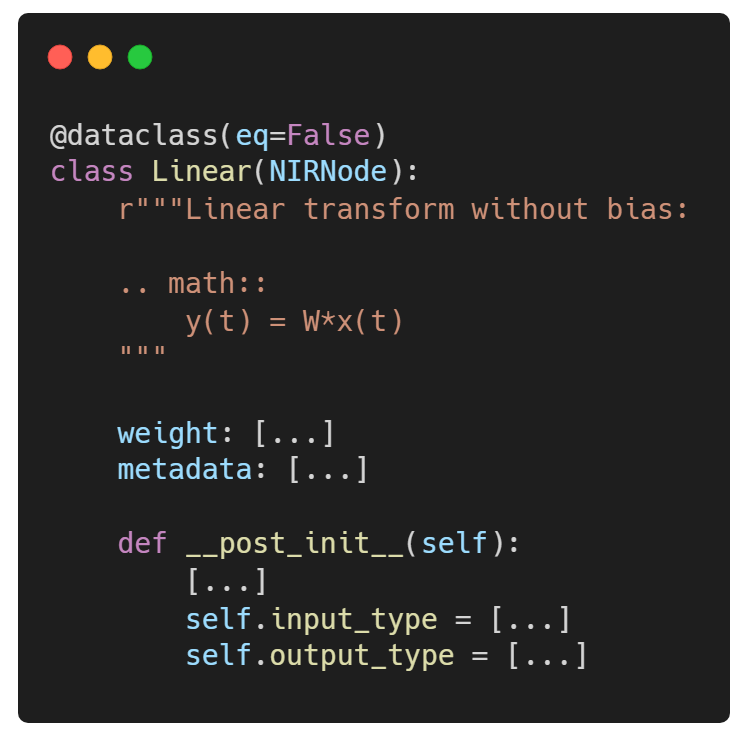 @dataclass(eq=False)
class Linear(NIRNode):
    r"""Linear transform without bias:

    .. math::
        y(t) = W*x(t)
    """

    weight: [...]
    metadata: [...]

    def __post_init__(self):
        [...]
        self.input_type = [...]
        self.output_type = [...]